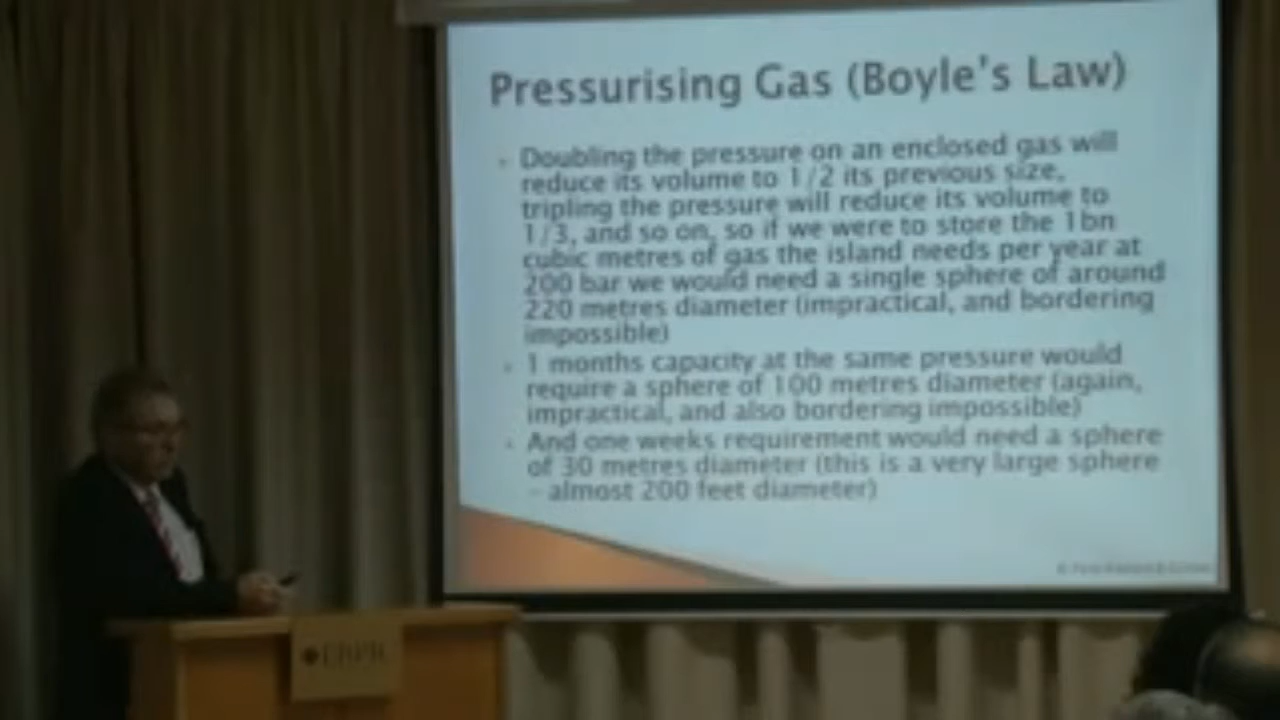 Pressurising Gas (Boyle's Law)
Doubling the pressure on an enclosed gas will
reduce its volume to 1/2 its previous size,
tripling the pressure will reduce its volume to
1/3, and so on, so if we were to store the 1bn
cubic metres of gas the island needs per year at
200 bar we would need a single sphere of around
220 metres diameter (impractical, and bordering
impossible)
1 months capacity at the same pressure would
require a sphere of 100 metres diameter (again,
impractical, and also bordering impossible)
And one weeks requirement would need a sphere
of 30 metres diameter (this is a very large sphere
- almost 200 feet diameter)